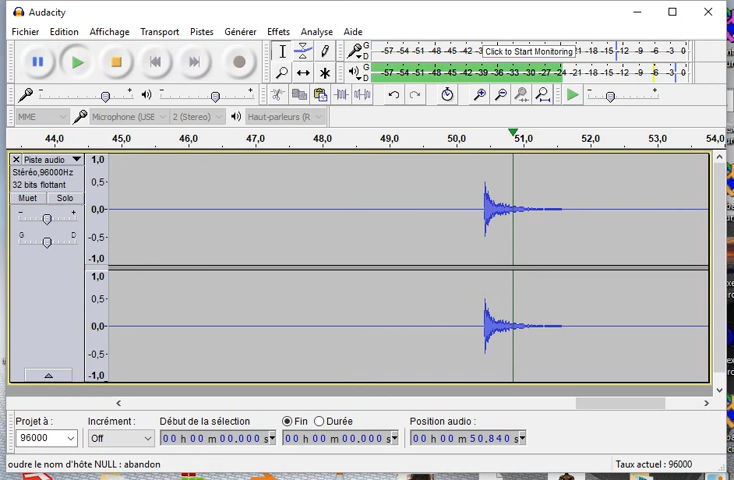 Audacity
Fichier Edition Affichage Transport Pistes Générer Effets Analyse Aide
G D -57 -54 -51 -48 -45 -42 -3 Click to Start Monitoring 21 -18 -15 -12 -9 -6 -3 0
G D -57 -54 -51 -48 -45 -42 -39 -36 -33 -30 -27 -24 -21 -18 -15 -12 -9 -6 -3 0
MME Microphone (USE 2 (Stereo) Haut-parleurs (R
44,0 45,0 46,0 47,0 48,0 49,0 50,0 51,0 52,0 53,0 54,0
Piste audio
Stéréo,96000Hz
32 bits flottant
Muet Solo
- +
G D
1,0
0,5
0,0
-0,5
-1,0
1,0
0,5
0,0
-0,5
-1,0
Projet à : Incrément: Début de la sélection Fin Durée Position audio :
96000 Off 00 h 00 m 00,000 s 00 h 00 m 00,000 s 00 h 00 m 50,840 s
oudre le nom d'hôte NULL : abandon Taux actuel : 96000